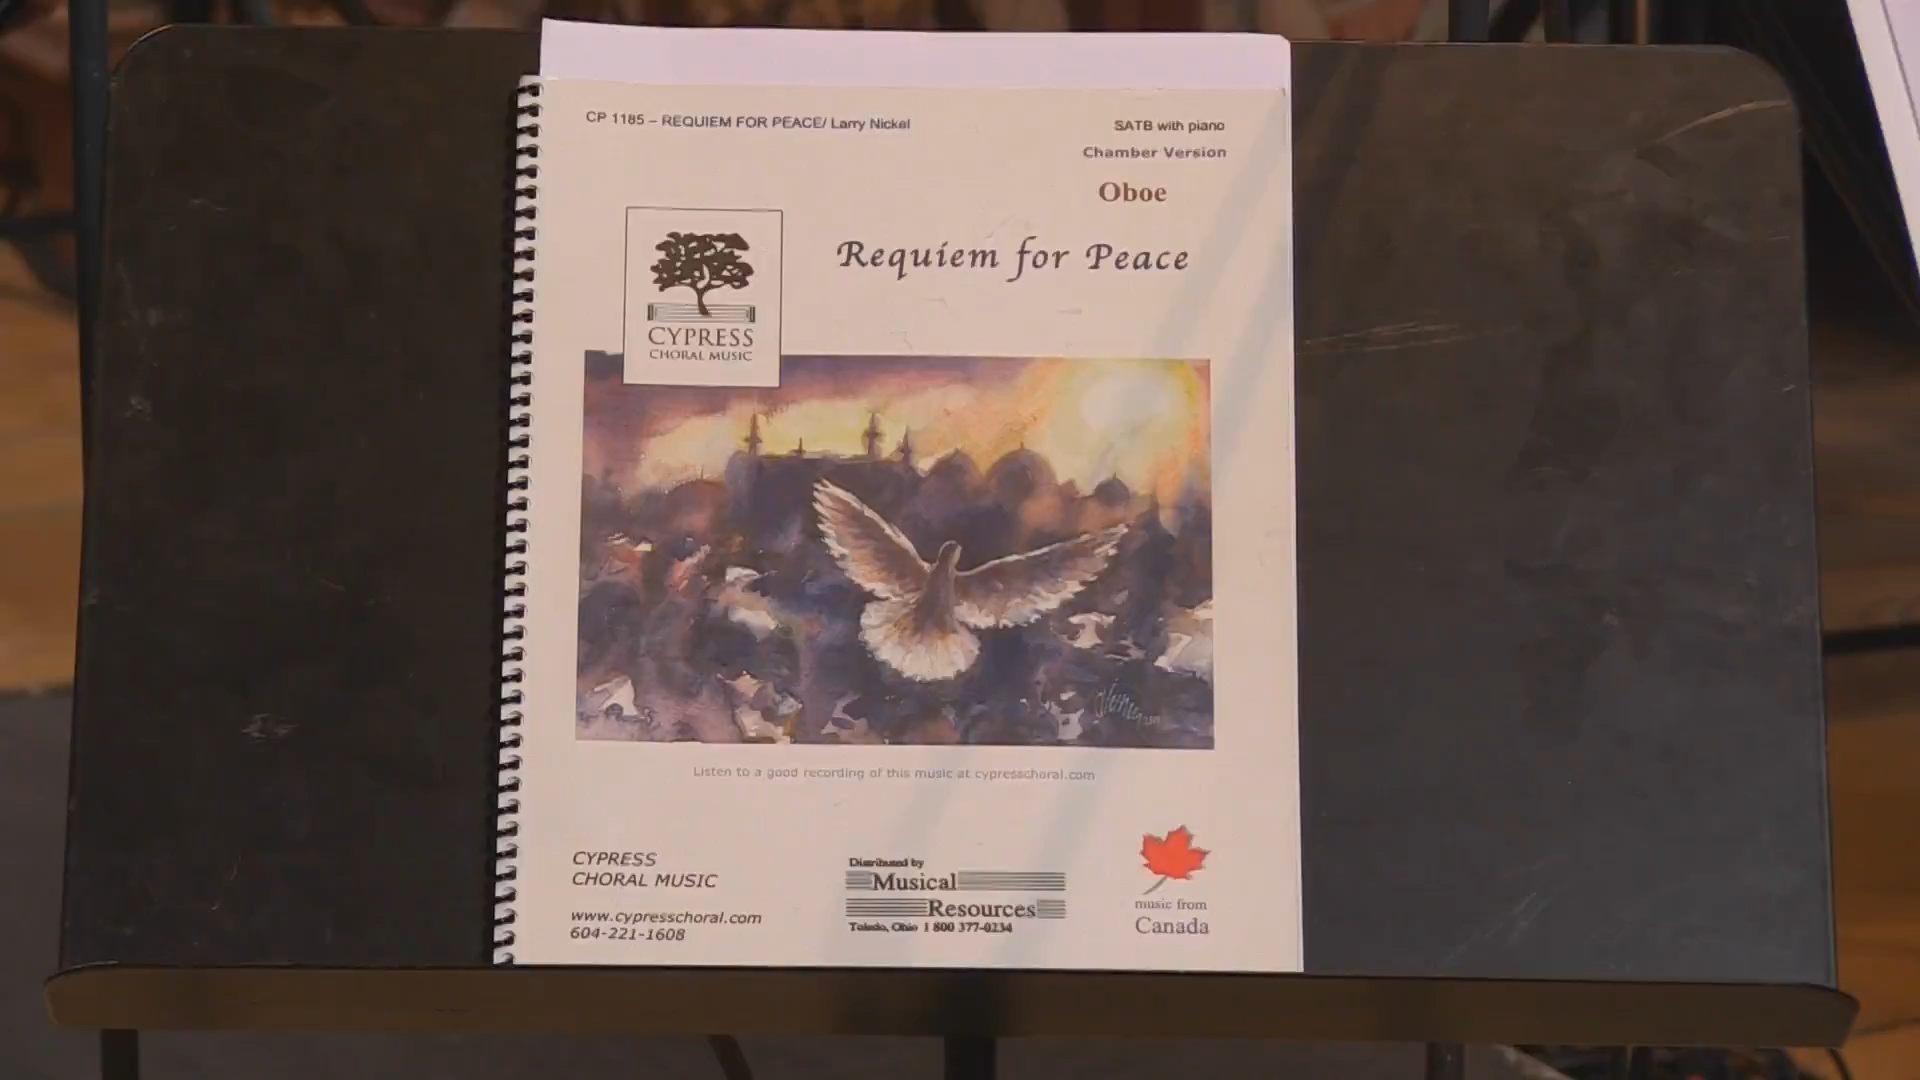 CP 1185 – REQUIEM FOR PEACE/ Larry Nickel
SATB with piano
Chamber Version
Oboe
Requiem for Peace
CYPRESS
CHORAL MUSIC
Listen to a good recording of this music at cypresschoral.com
CYPRESS
CHORAL MUSIC
www.cypresschoral.com
604-221-1608
Distributed by
Musical
Resources
Toledo, Ohio 1 800 377-0234
music from
Canada